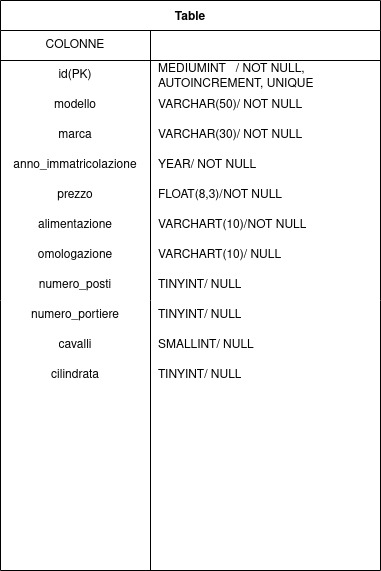 Table
COLONNE
id(PK) MEDIUMINT / NOT NULL,
AUTOINCREMENT, UNIQUE
modello VARCHAR(50)/ NOT NULL
marca VARCHAR(30)/ NOT NULL
anno_immatricolazione YEAR/ NOT NULL
prezzo FLOAT(8,3)/NOT NULL
alimentazione VARCHART(10)/NOT NULL
omologazione VARCHART(10)/ NULL
numero_posti TINYINT/ NULL
numero_portiere TINYINT/ NULL
cavalli SMALLINT/ NULL
cilindrata TINYINT/ NULL